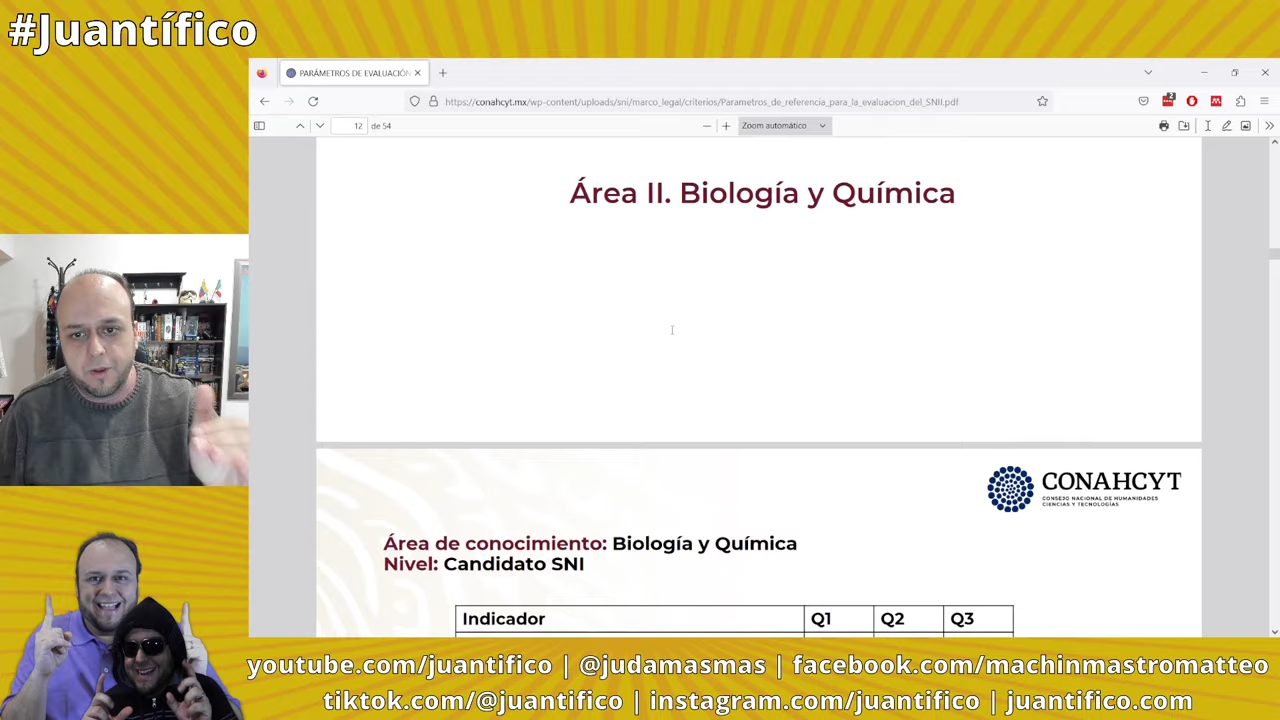 #Juantífico
PARÁMETROS DE EVALUACIÓN
https://conahcyt.mx/wp-content/uploads/sni/marco_legal/criterios/Parametros_de_referencia_para_la_evaluacion_del_SNII.pdf
2
12 de 54
Zoom automático
Área II. Biología y Química
CONAHCYT
CONSEJO NACIONAL DE HUMANIDADES
CIENCIAS Y TECNOLOGÍAS
Área de conocimiento: Biología y Química
Nivel: Candidato SNI
Indicador Q1 Q2 Q3
youtube.com/juantifico | @judamasmas | facebook.com/machinmastromatteo
tiktok.com/@juantifico | instagram.com/juantifico | juantifico.com